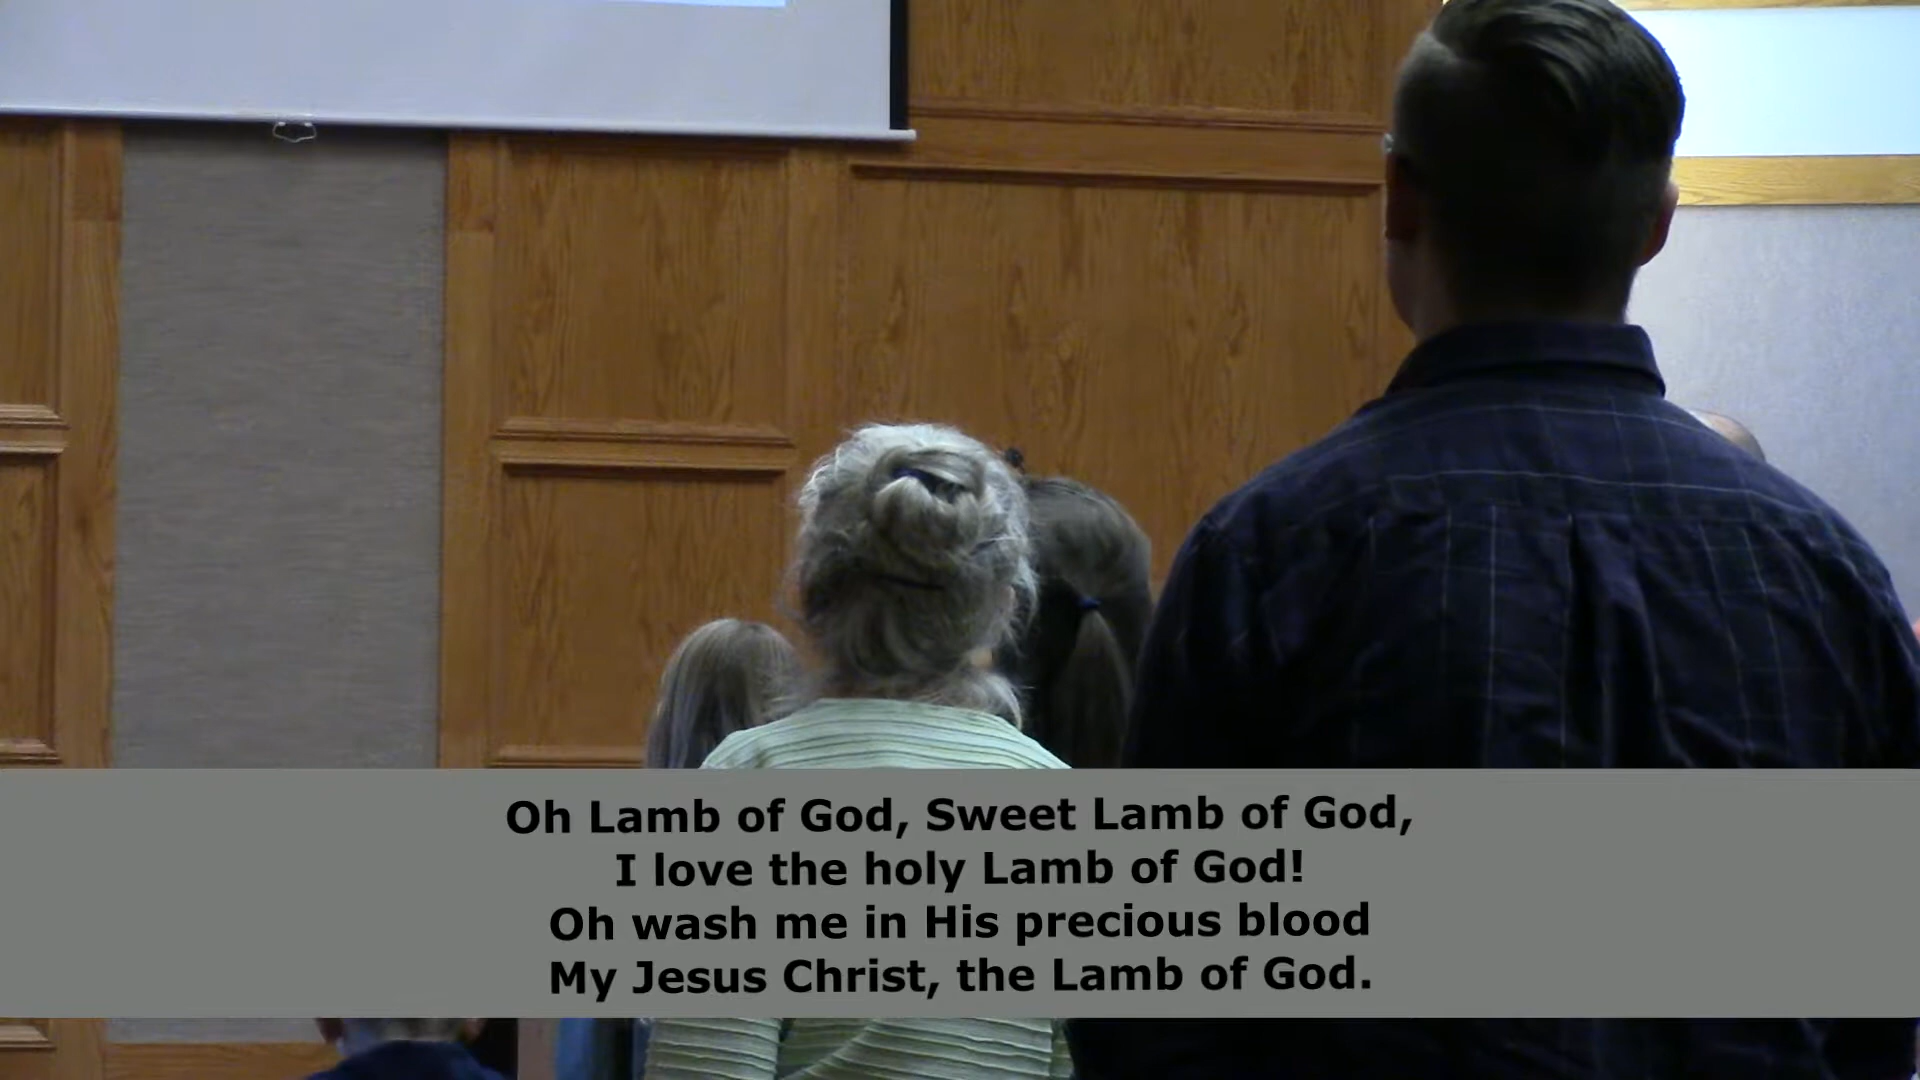 Oh Lamb of God, Sweet Lamb of God,
I love the holy Lamb of God!
Oh wash me in His precious blood
My Jesus Christ, the Lamb of God.